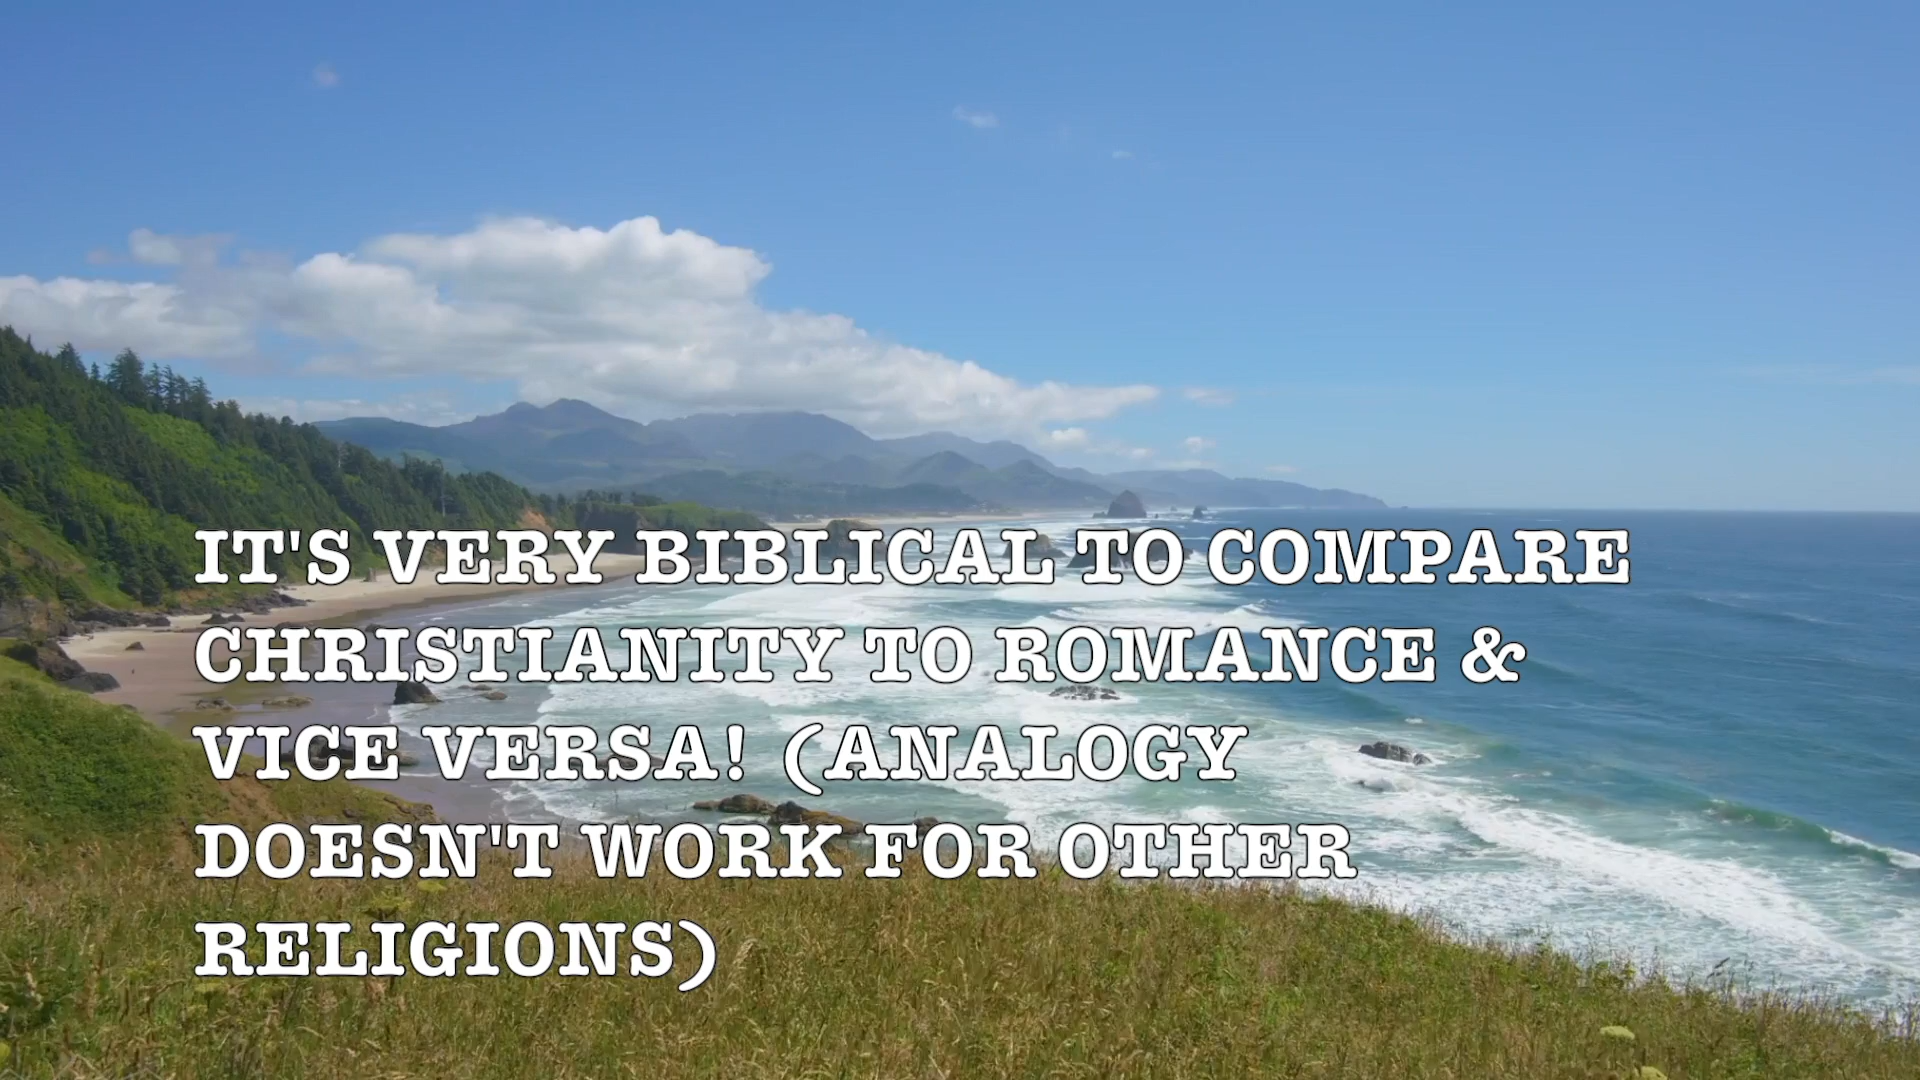 IT'S VERY BIBLICAL TO COMPARE
CHRISTIANITY TO ROMANCE &
VICE VERSA! (ANALOGY
DOESN'T WORK FOR OTHER
RELIGIONS)